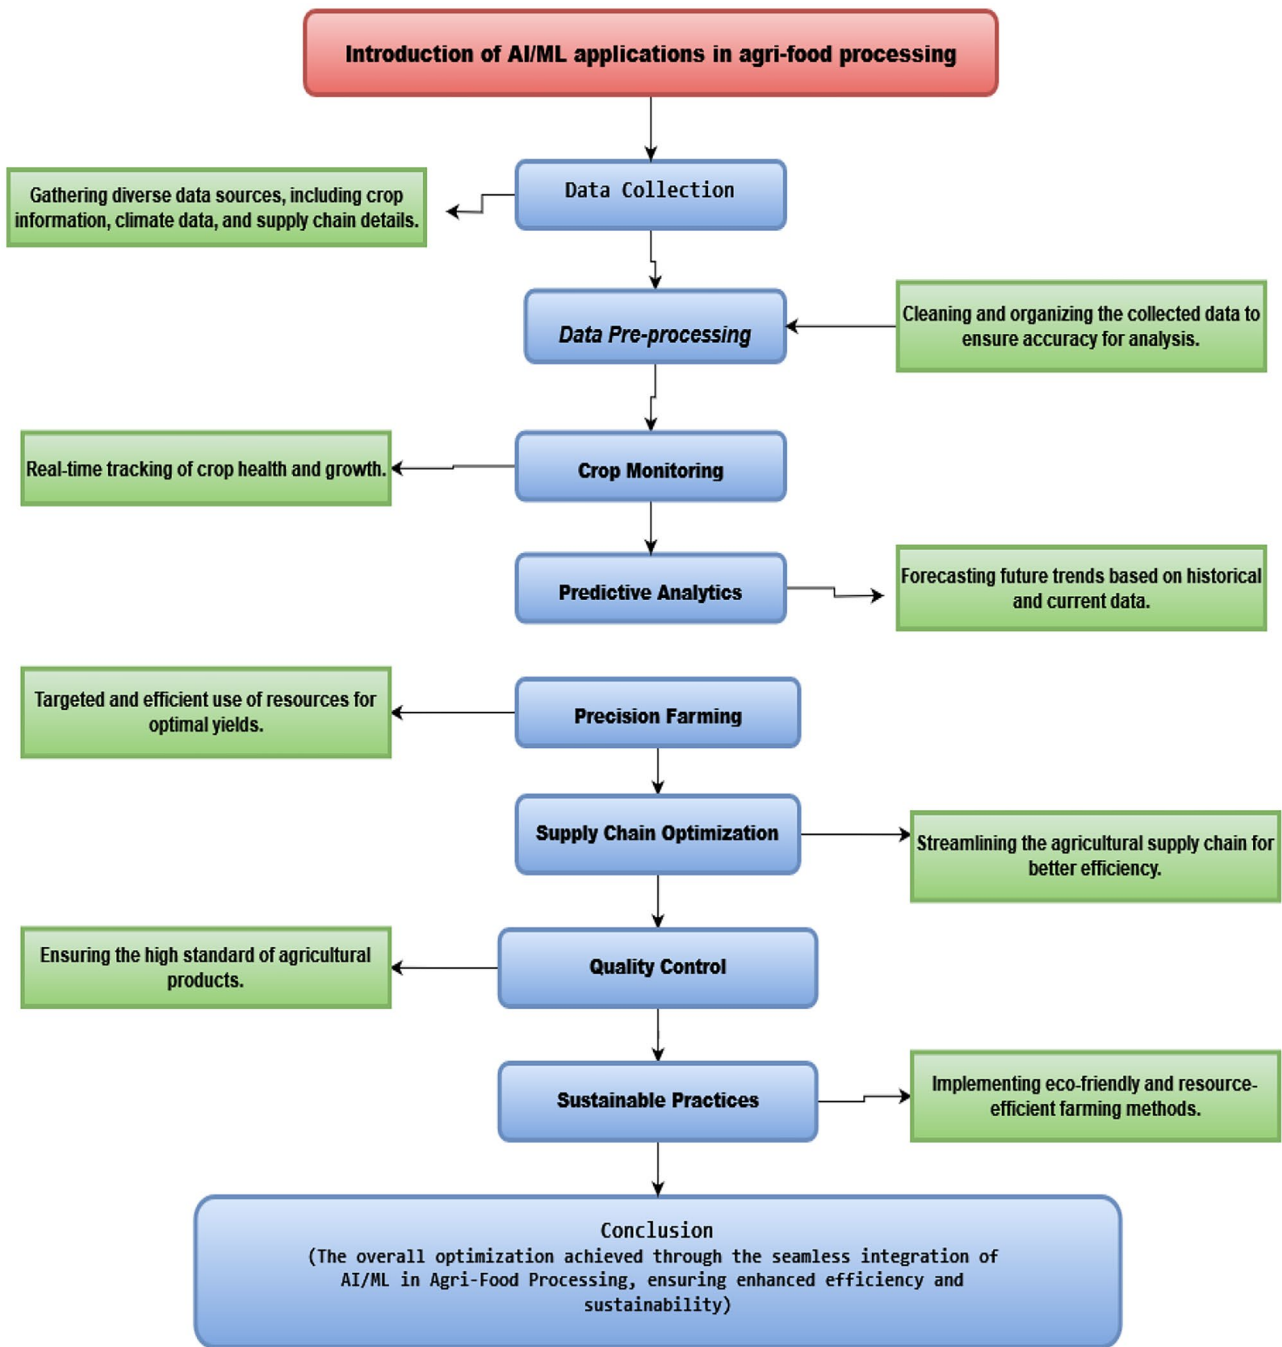 Introduction of AI/ML applications in agri-food processing
Data Collection
Gathering diverse data sources, including crop
information, climate data, and supply chain details.
Data Pre-processing
Cleaning and organizing the collected data to
ensure accuracy for analysis.
Crop Monitoring
Real-time tracking of crop health and growth.
Predictive Analytics
Forecasting future trends based on historical
and current data.
Precision Farming
Targeted and efficient use of resources for
optimal yields.
Supply Chain Optimization
Streamlining the agricultural supply chain for
better efficiency.
Quality Control
Ensuring the high standard of agricultural
products.
Sustainable Practices
Implementing eco-friendly and resource-
efficient farming methods.
Conclusion
(The overall optimization achieved through the seamless integration of
AI/ML in Agri-Food Processing, ensuring enhanced efficiency and
sustainability)